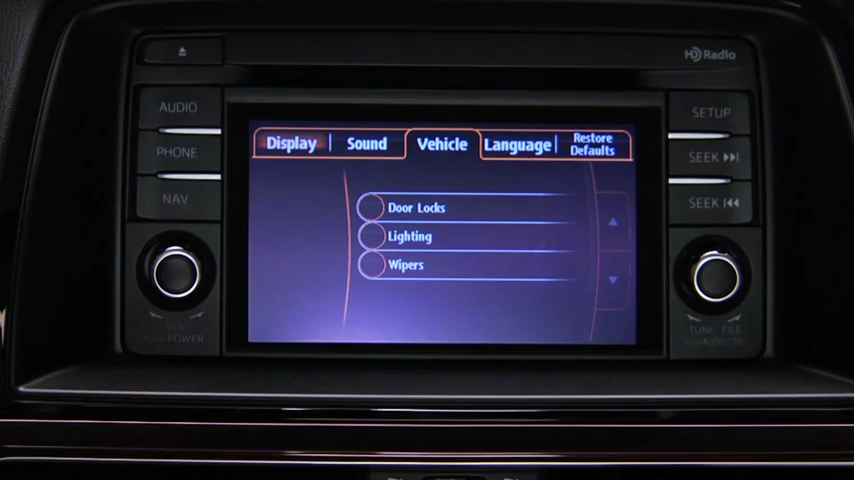 HD Radio
AUDIO
PHONE
NAV
SETUP
SEEK
SEEK
Display
Sound
Vehicle
Language
Restore
Defaults
Door Locks
Lighting
Wipers
VOL
POWER
TUNE FILE
AUDIO CTRL